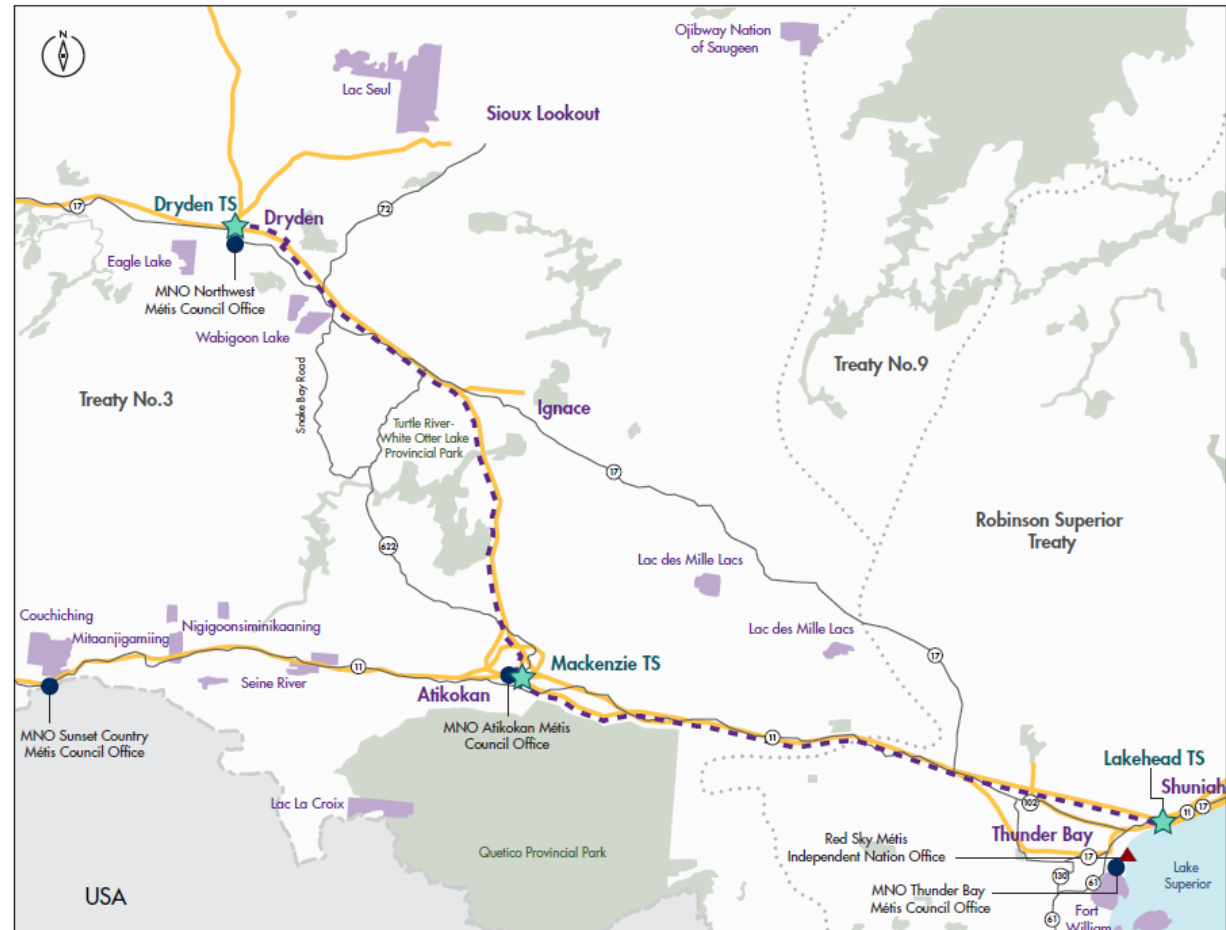 N
Ojibway Nation
of Saugeen
Lac Seul
Sioux Lookout
17
Dryden TS
Dryden
72
Eagle Lake
MNO Northwest
Métis Council Office
Wabigoon Lake
Snake Bay Road
Treaty No.3
Treaty No.9
Ignace
Turtle River-
White Otter Lake
Provincial Park
17
Robinson Superior
Treaty
622
Lac des Mille Lacs
Couchiching
Mitaanjigamiing
Nigigoonsiminikaaning
Lac des Mille Lacs
17
11
Seine River
Mackenzie TS
Atikokan
MNO Sunset Country
Métis Council Office
MNO Atikokan Métis
Council Office
11
Lakehead TS
Shuniah
Lac La Croix
102
11
17
Thunder Bay
Red Sky Métis
Independent Nation Office
Quetico Provincial Park
17
Lake
Superior
130
61
MNO Thunder Bay
Métis Council Office
USA
61
Fort
William